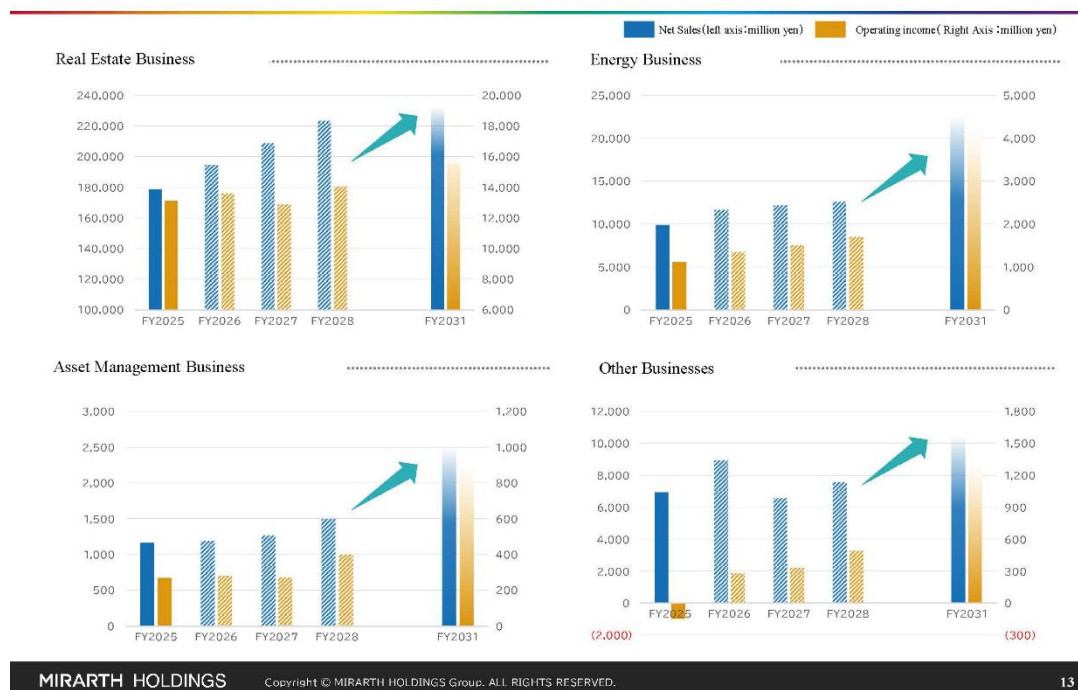 Net Sales(left axis:million yen) Operating income( Right Axis :million yen)
Real Estate Business
240,000 20,000
220,000 18,000
200,000 16,000
180,000 14,000
160,000 12,000
140,000 10,000
120,000 8,000
100,000 6,000
FY2025 FY2026 FY2027 FY2028 FY2031
Energy Business
25,000 5,000
20,000 4,000
15,000 3,000
10,000 2,000
5,000 1,000
0 0
FY2025 FY2026 FY2027 FY2028 FY2031
Asset Management Business
3,000 1,200
2,500 1,000
2,000 800
1,500 600
1,000 400
500 200
0 0
FY2025 FY2026 FY2027 FY2028 FY2031
Other Businesses
12,000 1,800
10,000 1,500
8,000 1,200
6,000 900
4,000 600
2,000 300
0 0
FY2025 FY2026 FY2027 FY2028 FY2031
(2,000) (300)
MIRARTH HOLDINGS Copyright © MIRARTH HOLDINGS Group. ALL RIGHTS RESERVED. 13